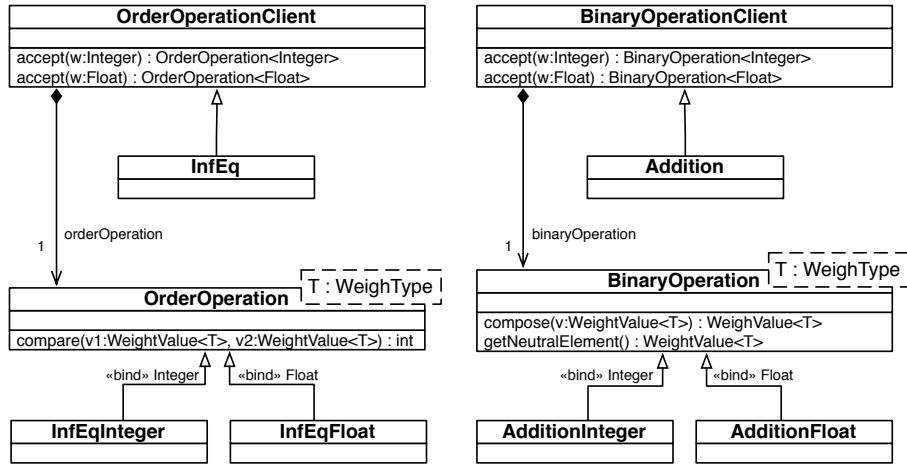 OrderOperationClient
accept(w:Integer) : OrderOperation<Integer>
accept(w:Float) : OrderOperation<Float>
InfEq
orderOperation
1
T : WeighType
OrderOperation
compare(v1:WeightValue<T>, v2:WeightValue<T>) : int
«bind» Integer
«bind» Float
InfEqInteger
InfEqFloat
BinaryOperationClient
accept(w:Integer) : BinaryOperation<Integer>
accept(w:Float) : BinaryOperation<Float>
Addition
binaryOperation
1
T : WeighType
BinaryOperation
compose(v:WeightValue<T>) : WeighValue<T>
getNeutralElement() : WeightValue<T>
«bind» Integer
«bind» Float
AdditionInteger
AdditionFloat